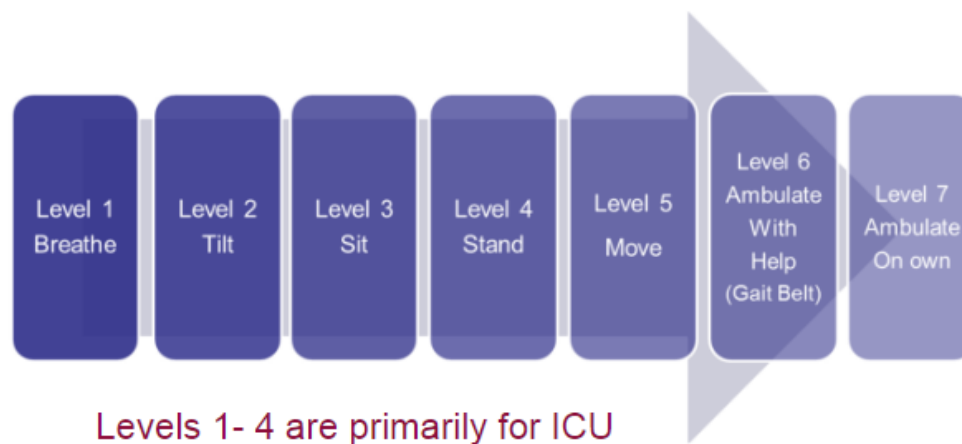 Level 1
Breathe
Level 2
Tilt
Level 3
Sit
Level 4
Stand
Level 5
Move
Level 6
Ambulate
With
Help
(Gait Belt)
Level 7
Ambulate
On own
Levels 1- 4 are primarily for ICU